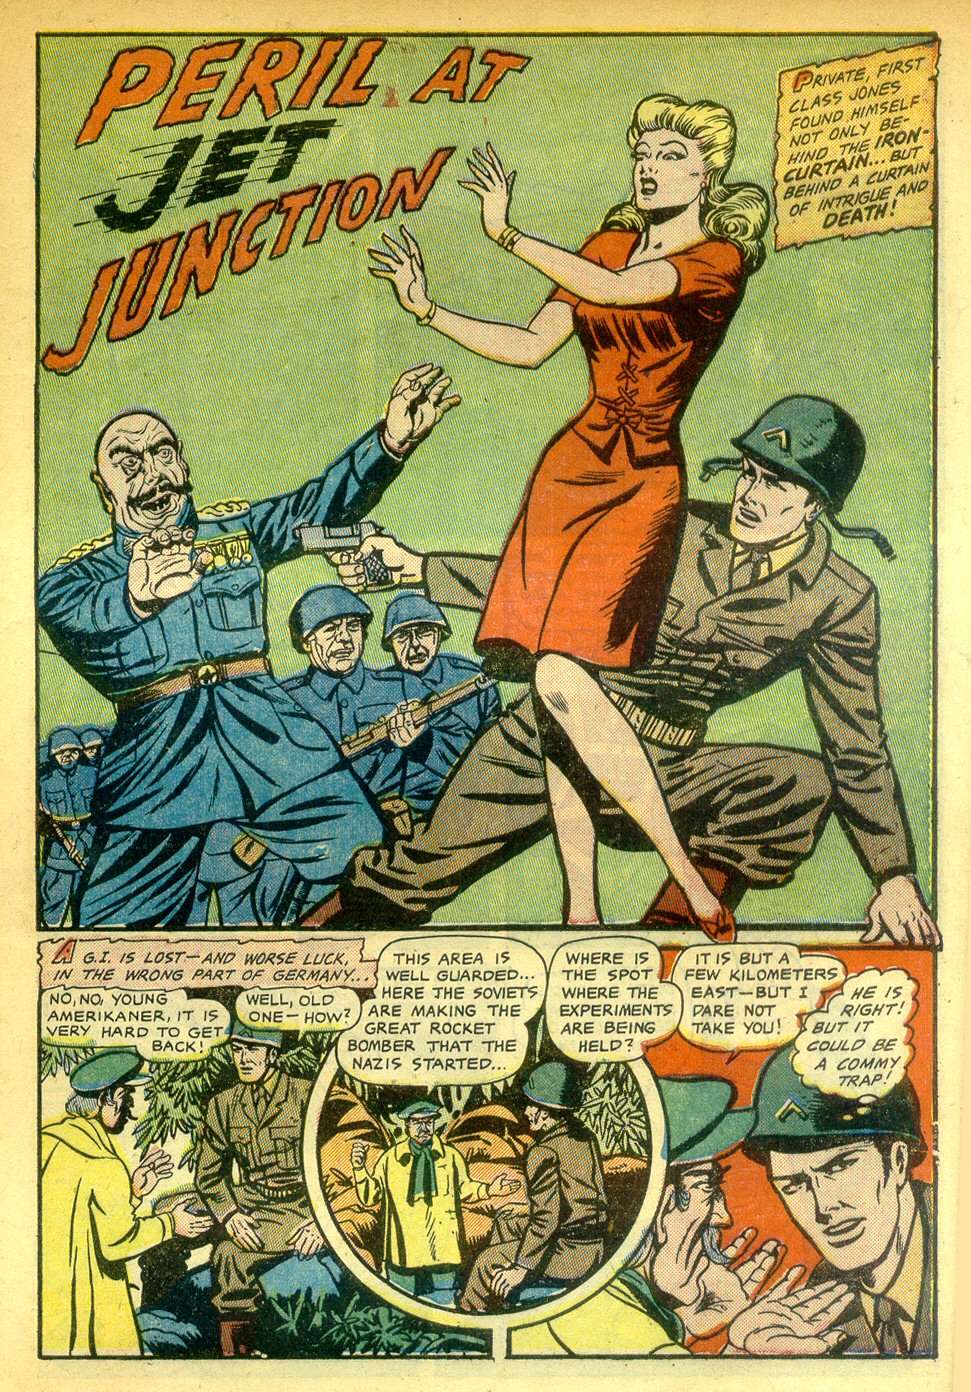 PERIL AT
JET
JUNCTION
PRIVATE, FIRST
CLASS JONES
FOUND HIMSELF
NOT ONLY BE-
HIND THE IRON-
CURTAIN... BUT
BEHIND A CURTAIN
OF INTRIGUE AND
DEATH!
A G.I. IS LOST—AND WORSE LUCK,
IN THE WRONG PART OF GERMANY...
NO, NO, YOUNG
AMERIKANER, IT IS
VERY HARD TO GET
BACK!
WELL, OLD
ONE—HOW?
THIS AREA IS
WELL GUARDED...
HERE THE SOVIETS
ARE MAKING THE
GREAT ROCKET
BOMBER THAT THE
NAZIS STARTED...
WHERE IS
THE SPOT
WHERE THE
EXPERIMENTS
ARE BEING
HELD?
IT IS BUT A
FEW KILOMETERS
EAST—BUT I
DARE NOT
TAKE YOU!
HE IS
RIGHT!
BUT IT
COULD BE
A COMMY
TRAP!